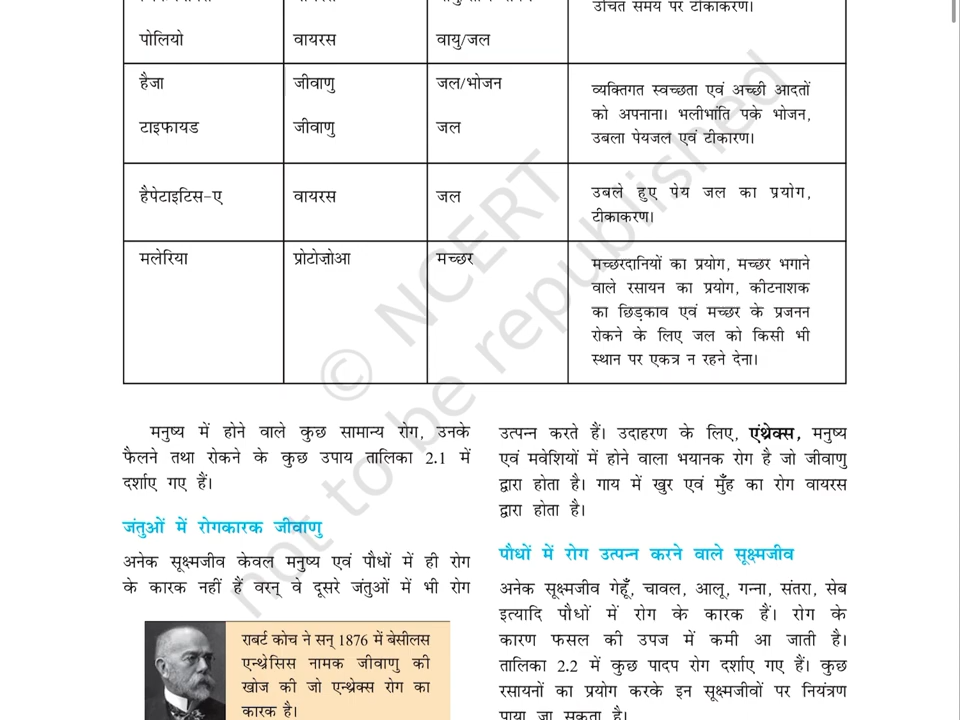 उचित समय पर टीकाकरण।
पोलियो वायरस वायु/जल
हैजा जीवाणु जल/भोजन
टाइफायड जीवाणु जल
व्यक्तिगत स्वच्छता एवं अच्छी आदतों
को अपनाना। भलीभांति पके भोजन,
उबला पेयजल एवं टीकारण।
हैपेटाइटिस-ए वायरस जल
उबले हुए पेय जल का प्रयोग,
टीकाकरण।
मलेरिया प्रोटोज़ोआ मच्छर
मच्छरदानियों का प्रयोग, मच्छर भगाने
वाले रसायन का प्रयोग, कीटनाशक
का छिड़काव एवं मच्छर के प्रजनन
रोकने के लिए जल को किसी भी
स्थान पर एकत्र न रहने देना।
© NCERT
not to be republished
मनुष्य में होने वाले कुछ सामान्य रोग, उनके
फैलने तथा रोकने के कुछ उपाय तालिका 2.1 में
दर्शाए गए हैं।
जंतुओं में रोगकारक जीवाणु
अनेक सूक्ष्मजीव केवल मनुष्य एवं पौधों में ही रोग
के कारक नहीं हैं वरन् वे दूसरे जंतुओं में भी रोग
राबर्ट कोच ने सन् 1876 में बेसीलस
एन्थ्रेसिस नामक जीवाणु की
खोज की जो एन्थ्रेक्स रोग का
कारक है।
उत्पन्न करते हैं। उदाहरण के लिए, एंथ्रेक्स, मनुष्य
एवं मवेशियों में होने वाला भयानक रोग है जो जीवाणु
द्वारा होता है। गाय में खुर एवं मुँह का रोग वायरस
द्वारा होता है।
पौधों में रोग उत्पन्न करने वाले सूक्ष्मजीव
अनेक सूक्ष्मजीव गेहूँ, चावल, आलू, गन्ना, संतरा, सेब
इत्यादि पौधों में रोग के कारक हैं। रोग के
कारण फसल की उपज में कमी आ जाती है।
तालिका 2.2 में कुछ पादप रोग दर्शाए गए हैं। कुछ
रसायनों का प्रयोग करके इन सूक्ष्मजीवों पर नियंत्रण
पाया जा सकता है।